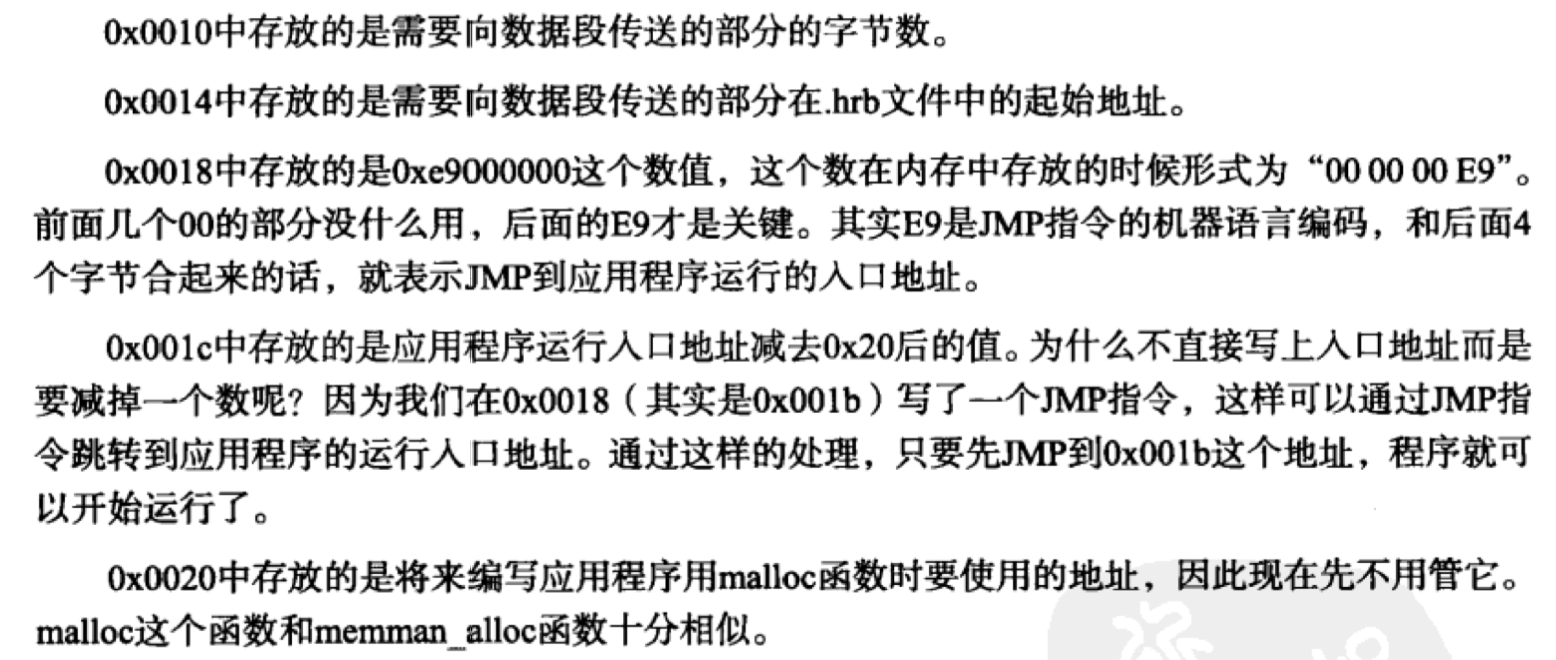 0x0010中存放的是需要向数据段传送的部分的字节数。
0x0014中存放的是需要向数据段传送的部分在.hrb文件中的起始地址。
0x0018中存放的是0xe9000000这个数值，这个数在内存中存放的时候形式为“00 00 00 E9”。
前面几个00的部分没什么用，后面的E9才是关键。其实E9是JMP指令的机器语言编码，和后面4
个字节合起来的话，就表示JMP到应用程序运行的入口地址。
0x001c中存放的是应用程序运行入口地址减去0x20后的值。为什么不直接写上入口地址而是
要减掉一个数呢？因为我们在0x0018（其实是0x001b）写了一个JMP指令，这样可以通过JMP指
令跳转到应用程序的运行入口地址。通过这样的处理，只要先JMP到0x001b这个地址，程序就可
以开始运行了。
0x0020中存放的是将来编写应用程序用malloc函数时要使用的地址，因此现在先不用管它。
malloc这个函数和memman_alloc函数十分相似。